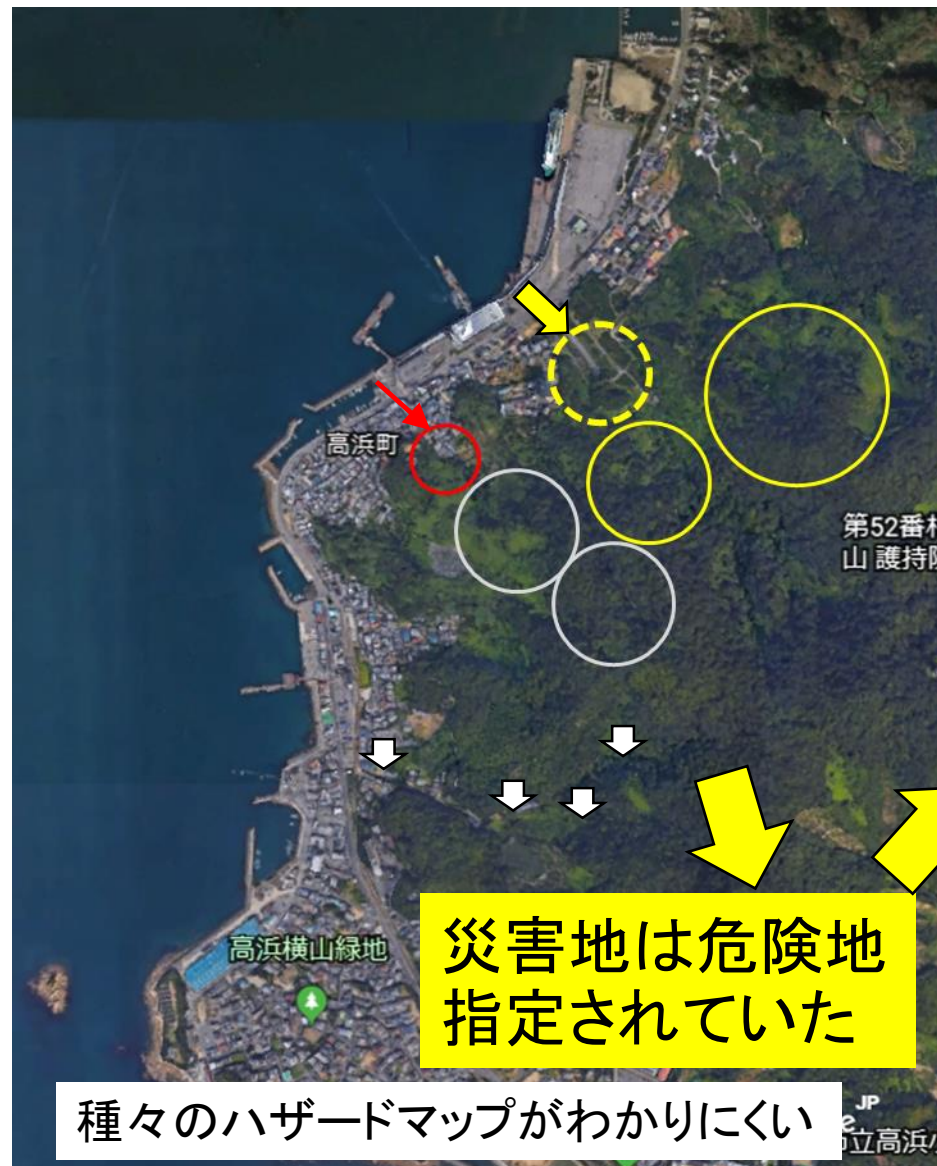 高浜町
第52番札
山 護持院
高浜横山緑地
災害地は危険地
指定されていた
種々のハザードマップがわかりにくい
JP
e
立高浜小